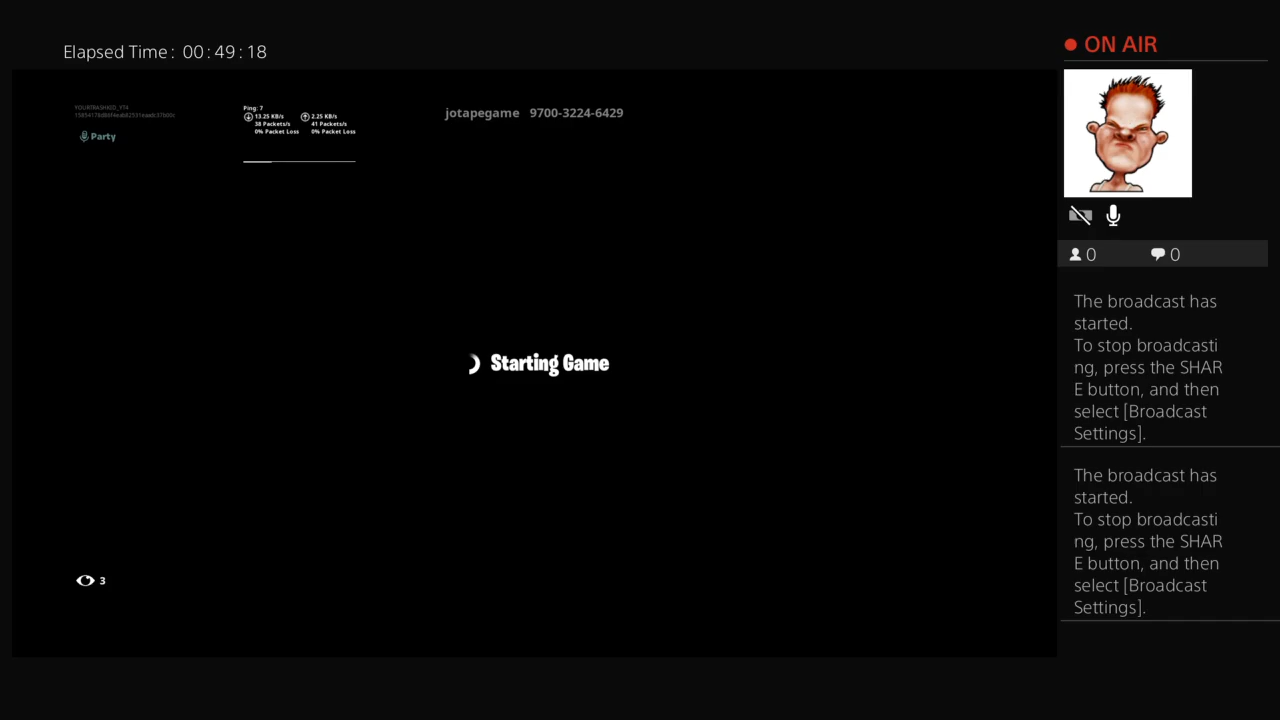 Elapsed Time: 00:49:18
ON AIR
YOURTRASHKID_YT4
Ping: 7
13.25 KB/s 2.25 KB/s
38 Packets/s 41 Packets/s
0% Packet Loss 0% Packet Loss
jotapegame 9700-3224-6429
Party
0 0
The broadcast has
started.
To stop broadcasti
ng, press the SHAR
E button, and then
select [Broadcast
Settings].
Starting Game
The broadcast has
started.
To stop broadcasti
ng, press the SHAR
E button, and then
select [Broadcast
Settings].
3